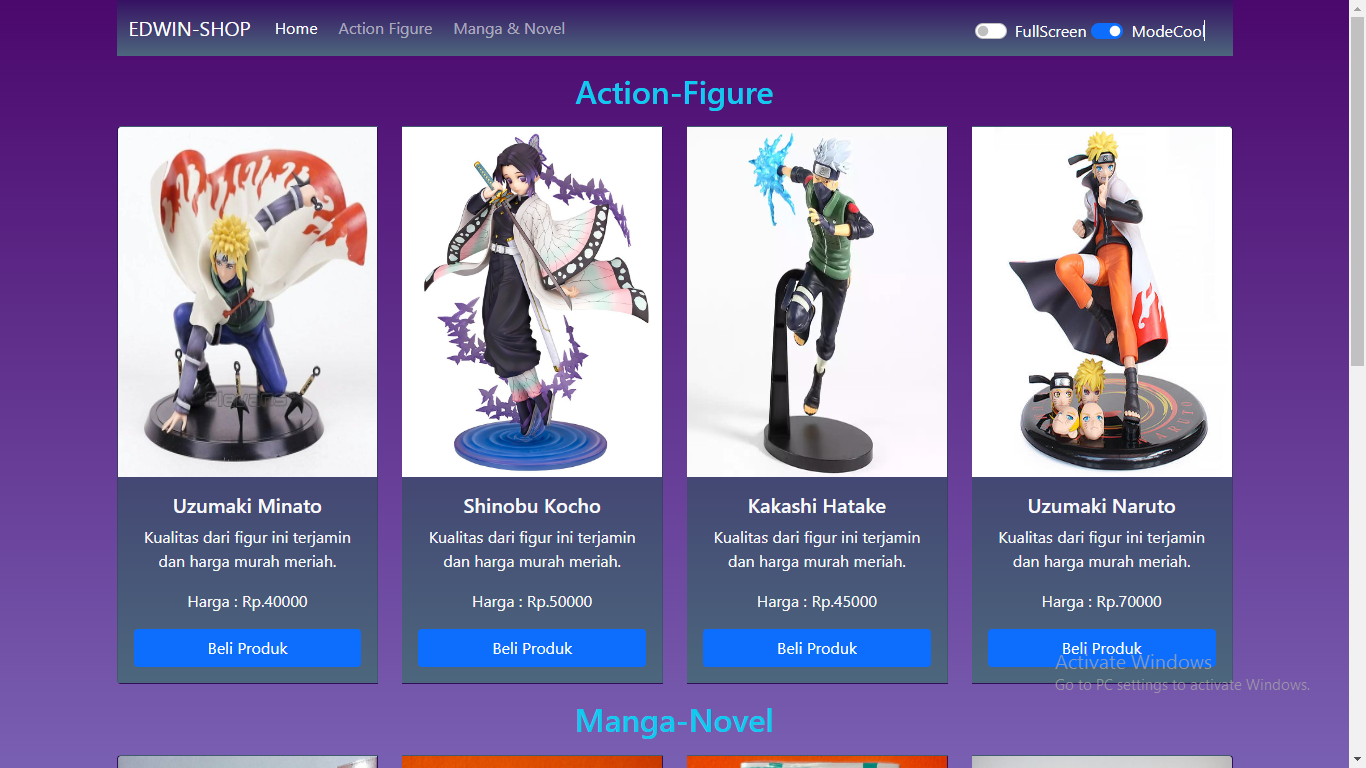 EDWIN-SHOP Home Action Figure Manga & Novel FullScreen ModeCool
Action-Figure
Uzumaki Minato
Kualitas dari figur ini terjamin
dan harga murah meriah.
Harga : Rp.40000
Beli Produk
Shinobu Kocho
Kualitas dari figur ini terjamin
dan harga murah meriah.
Harga : Rp.50000
Beli Produk
Kakashi Hatake
Kualitas dari figur ini terjamin
dan harga murah meriah.
Harga : Rp.45000
Beli Produk
Uzumaki Naruto
Kualitas dari figur ini terjamin
dan harga murah meriah.
Harga : Rp.70000
Beli Produk
Activate Windows
Go to PC settings to activate Windows.
Manga-Novel